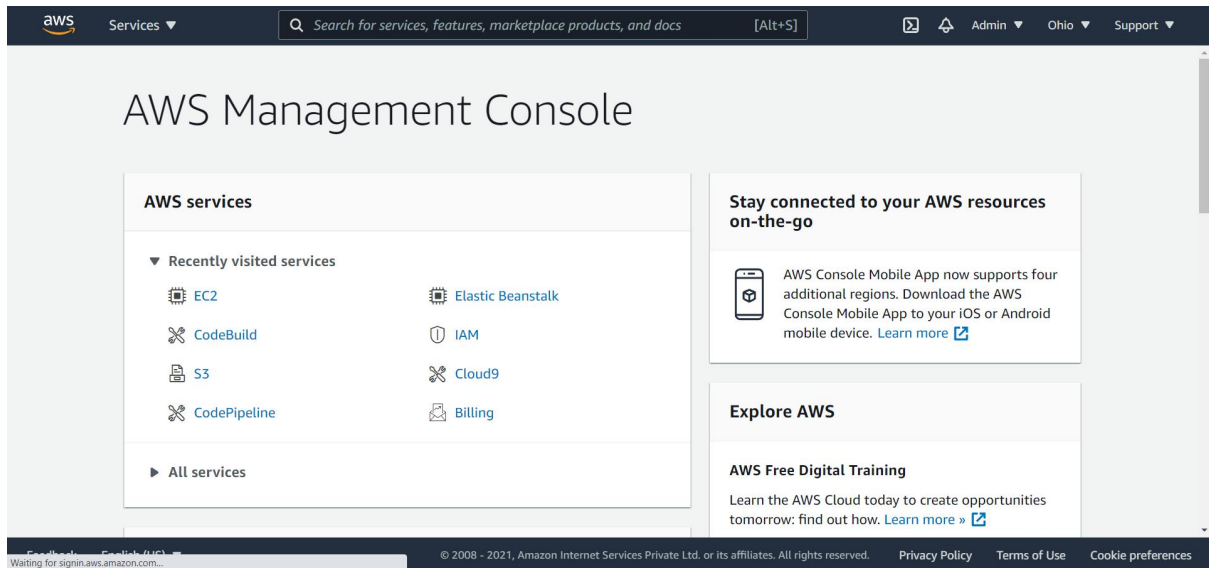 aws Services ▼ Search for services, features, marketplace products, and docs [Alt+S] Admin ▼ Ohio ▼ Support ▼
AWS Management Console
AWS services
▼ Recently visited services
EC2
Elastic Beanstalk
CodeBuild
IAM
S3
Cloud9
CodePipeline
Billing
▶ All services
Stay connected to your AWS resources
on-the-go
AWS Console Mobile App now supports four
additional regions. Download the AWS
Console Mobile App to your iOS or Android
mobile device. Learn more
Explore AWS
AWS Free Digital Training
Learn the AWS Cloud today to create opportunities
tomorrow: find out how. Learn more »
Feedback English (US) ▼ © 2008 - 2021, Amazon Internet Services Private Ltd. or its affiliates. All rights reserved. Privacy Policy Terms of Use Cookie preferences
Waiting for signin.aws.amazon.com...